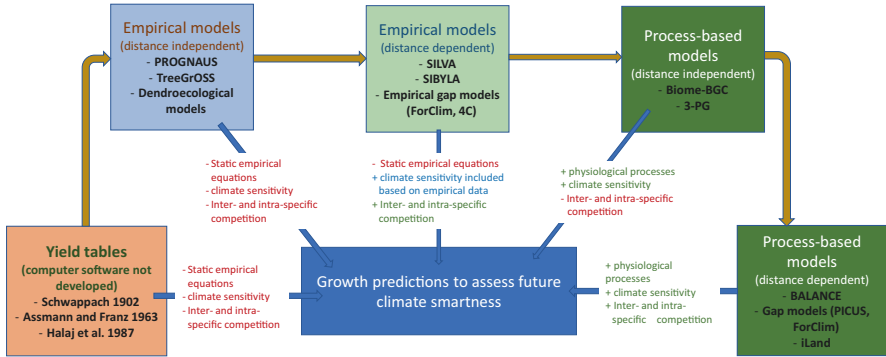 Empirical models
(distance independent)
- PROGNAUS
- TreeGrOSS
- Dendroecological
models
Empirical models
(distance dependent)
- SILVA
- SIBYLA
- Empirical gap models
(ForClim, 4C)
Process-based
models
(distance independent)
- Biome-BGC
- 3-PG
- Static empirical
equations
- climate sensitivity
- Inter- and intra-specific
competition
- Static empirical equations
+ climate sensitivity included
based on empirical data
+ Inter- and intra-specific
competition
+ physiological processes
+ climate sensitivity
- Inter- and intra-specific
competition
Yield tables
(computer software not
developed)
- Schwappach 1902
- Assmann and Franz 1963
- Halaj et al. 1987
- Static empirical
equations
- climate sensitivity
- Inter- and intra-
specific competition
Growth predictions to assess future
climate smartness
+ physiological
processes
+ climate sensitivity
+ Inter- and intra-
specific competition
Process-based
models
(distance dependent)
- BALANCE
- Gap models (PICUS,
ForClim)
- iLand